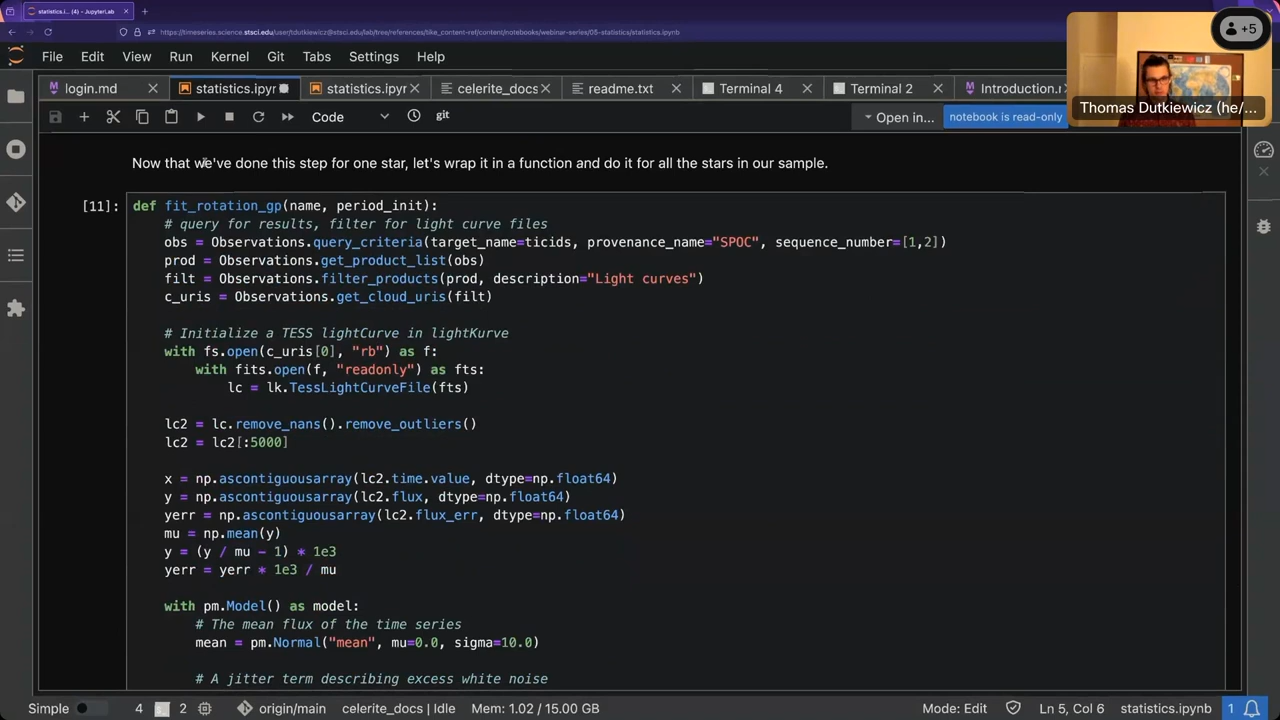 statistics.i… (4) - JupyterLab
https://timeseries.science.stsci.edu/user/tdutkiewicz@stsci.edu/lab/tree/references/tike_content-ref/content/notebooks/webinar-series/05-statistics/statistics.ipynb
+5
File Edit View Run Kernel Git Tabs Settings Help
login.md
statistics.ipyr
statistics.ipyr
celerite_docs
readme.txt
Terminal 4
Terminal 2
Introduction.r
Thomas Dutkiewicz (he/...
Code
git
Open in...
notebook is read-only
Now that we've done this step for one star, let's wrap it in a function and do it for all the stars in our sample.
[11]: def fit_rotation_gp(name, period_init):
# query for results, filter for light curve files
obs = Observations.query_criteria(target_name=ticids, provenance_name="SPOC", sequence_number=[1,2])
prod = Observations.get_product_list(obs)
filt = Observations.filter_products(prod, description="Light curves")
c_uris = Observations.get_cloud_uris(filt)
# Initialize a TESS lightCurve in lightKurve
with fs.open(c_uris[0], "rb") as f:
with fits.open(f, "readonly") as fts:
lc = lk.TessLightCurveFile(fts)
lc2 = lc.remove_nans().remove_outliers()
lc2 = lc2[:5000]
x = np.ascontiguousarray(lc2.time.value, dtype=np.float64)
y = np.ascontiguousarray(lc2.flux, dtype=np.float64)
yerr = np.ascontiguousarray(lc2.flux_err, dtype=np.float64)
mu = np.mean(y)
y = (y / mu - 1) * 1e3
yerr = yerr * 1e3 / mu
with pm.Model() as model:
# The mean flux of the time series
mean = pm.Normal("mean", mu=0.0, sigma=10.0)
# A jitter term describing excess white noise
Simple 4 2 origin/main celerite_docs | Idle Mem: 1.02 / 15.00 GB Mode: Edit Ln 5, Col 6 statistics.ipynb 1